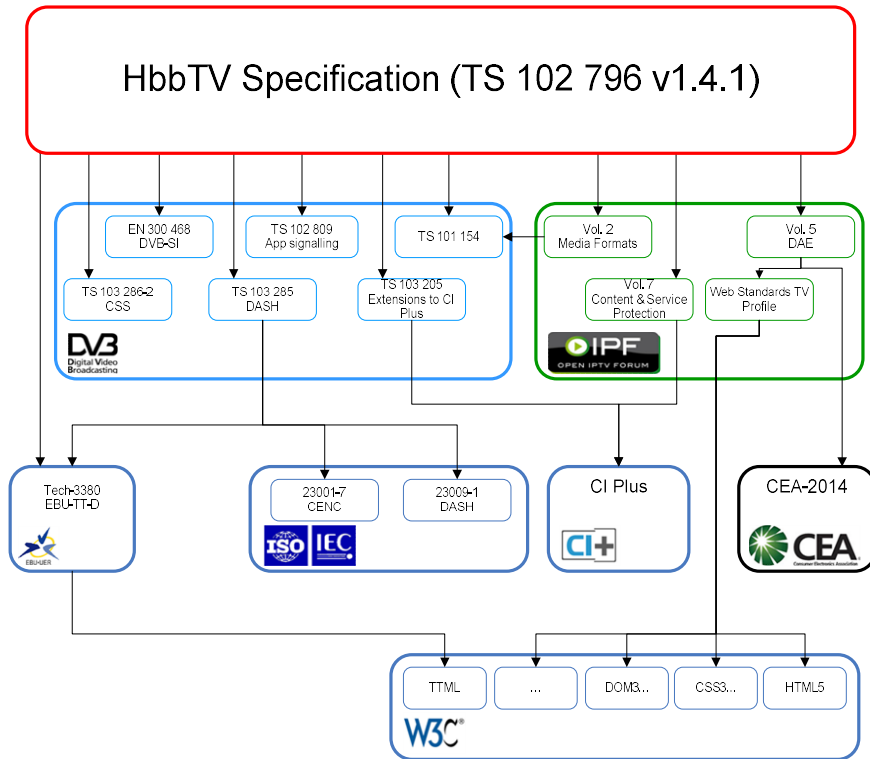 HbbTV Specification (TS 102 796 v1.4.1)
EN 300 468
DVB-SI
TS 102 809
App signalling
TS 101 154
Vol. 2
Media Formats
Vol. 5
DAE
TS 103 286-2
CSS
TS 103 285
DASH
TS 103 205
Extensions to CI
Plus
Vol. 7
Content & Service
Protection
Web Standards TV
Profile
DVB
Digital Video
Broadcasting
OIPF
OPEN IPTV FORUM
Tech-3380
EBU-TT-D
EBU·UER
23001-7
CENC
23009-1
DASH
ISO
IEC
CI Plus
CI+
CEA-2014
CEA
Consumer Electronics Association
TTML
...
DOM3...
CSS3...
HTML5
W3C®